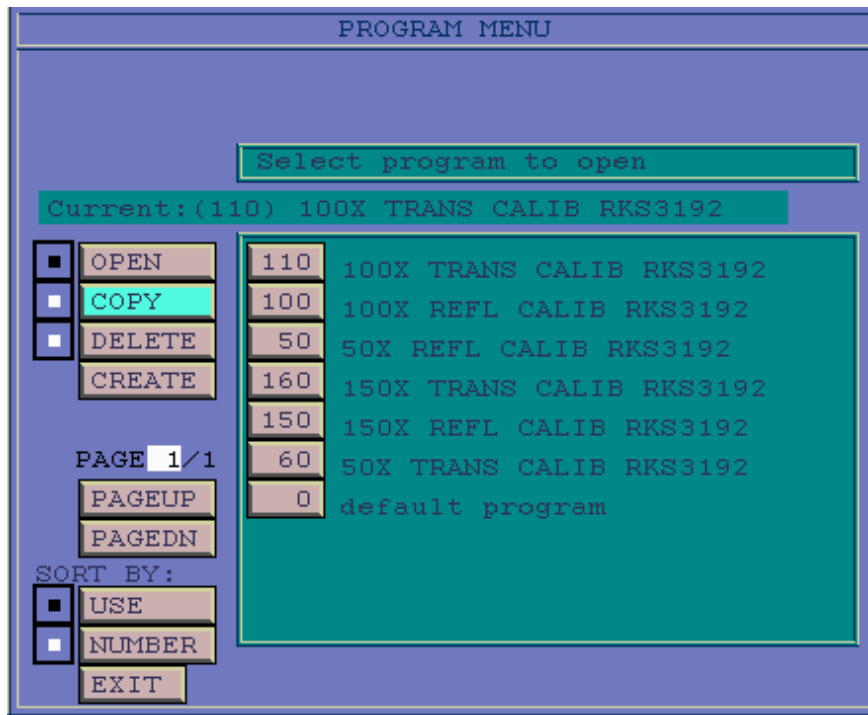 PROGRAM MENU
Select program to open
Current:(110) 100X TRANS CALIB RKS3192
OPEN
COPY
DELETE
CREATE
PAGE 1/1
PAGEUP
PAGEDN
SORT BY:
USE
NUMBER
EXIT
110 100X TRANS CALIB RKS3192
100 100X REFL CALIB RKS3192
50 50X REFL CALIB RKS3192
160 150X TRANS CALIB RKS3192
150 150X REFL CALIB RKS3192
60 50X TRANS CALIB RKS3192
0 default program